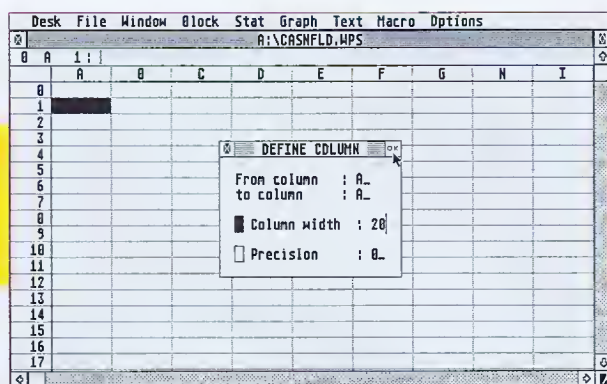 Desk File Window Block Stat Graph Text Macro Options
A:\CASHFLD.WPS
0 A 1:
A B C D E F G H I
0
1
2
3
4
5
6
7
8
9
10
11
12
13
14
15
16
17
DEFINE COLUMN OK
From column : A_
to column : A_
Column width : 20
Precision : 0_